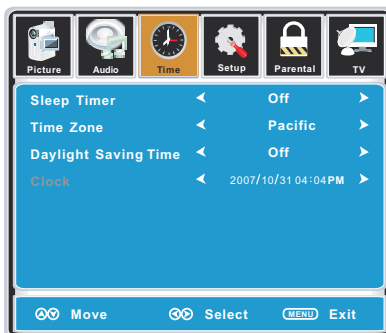 Picture Audio Time Setup Parental TV
Sleep Timer Off
Time Zone Pacific
Daylight Saving Time Off
Clock 2007/10/31 04:04PM
Move Select MENU Exit